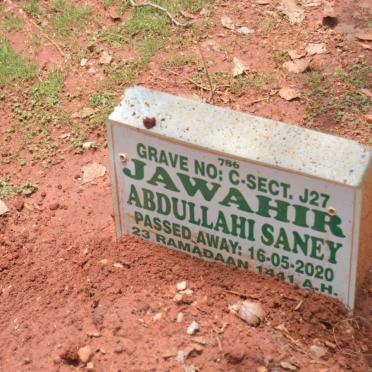 786
GRAVE NO: C-SECT. J27
JAWAHIR
ABDULLAHI SANEY
PASSED AWAY: 16-05-2020
23 RAMADAAN 1441 A.H.